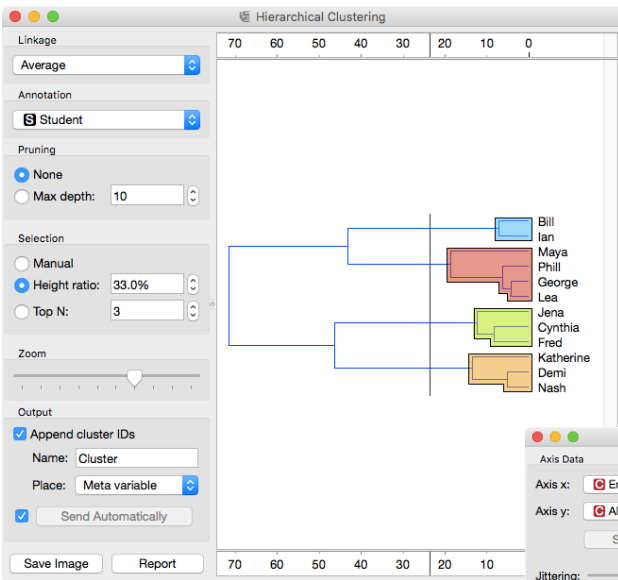 Hierarchical Clustering
Linkage
Average
Annotation
S Student
Pruning
None
Max depth: 10
Selection
Manual
Height ratio: 33.0%
Top N: 3
Zoom
Output
Append cluster IDs
Name: Cluster
Place: Meta variable
Send Automatically
Save Image Report
70 60 50 40 30 20 10 0
Bill
Ian
Maya
Phill
George
Lea
Jena
Cynthia
Fred
Katherine
Demi
Nash
70 60 50 40 30 20 10
Axis Data
Axis x: C
Axis y: C
Jittering: